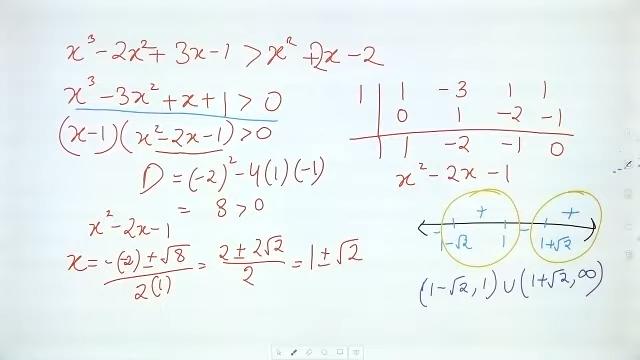 x³ - 2x² + 3x - 1 > x² + 2x - 2
x³ - 3x² + x + 1 > 0
(x-1)(x² - 2x - 1) > 0
D = (-2)² - 4(1)(-1)
= 8 > 0
x² - 2x - 1
x = -(-2) ± √8 / 2(1) = 2 ± 2√2 / 2 = 1 ± √2
1 | 1 -3 1 1
0 1 -2 -1
1 -2 -1 0
x² - 2x - 1
- + - +
1-√2 1 1+√2
(1-√2, 1) ∪ (1+√2, ∞)